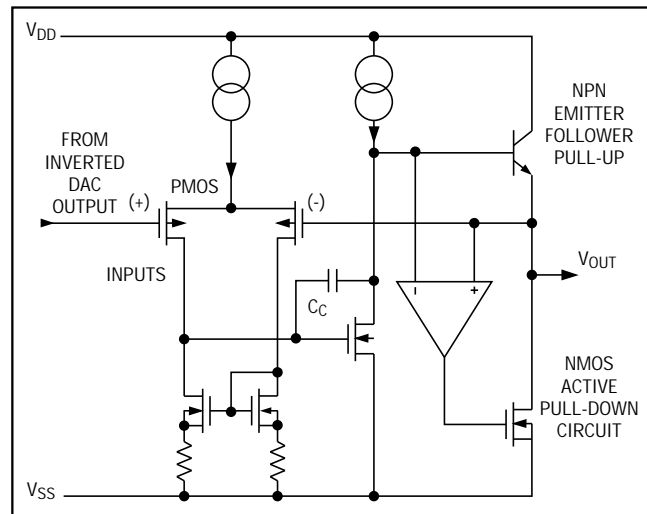 VDD
NPN
EMITTER
FOLLOWER
PULL-UP
FROM
INVERTED
DAC
OUTPUT
PMOS
(+)
(-)
INPUTS
CC
- +
VOUT
NMOS
ACTIVE
PULL-DOWN
CIRCUIT
VSS